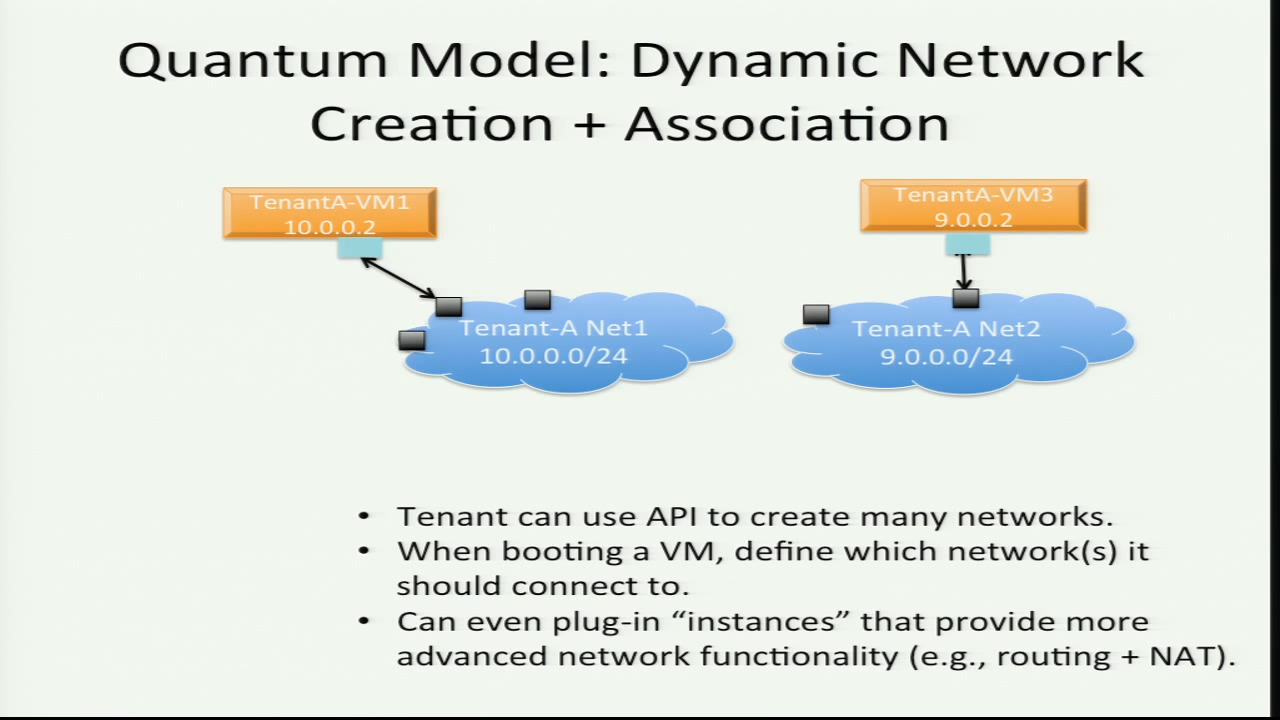 Quantum Model: Dynamic Network
Creation + Association
TenantA-VM1
10.0.0.2
TenantA-VM3
9.0.0.2
Tenant-A Net1
10.0.0.0/24
Tenant-A Net2
9.0.0.0/24
• Tenant can use API to create many networks.
• When booting a VM, define which network(s) it
should connect to.
• Can even plug-in “instances” that provide more
advanced network functionality (e.g., routing + NAT).